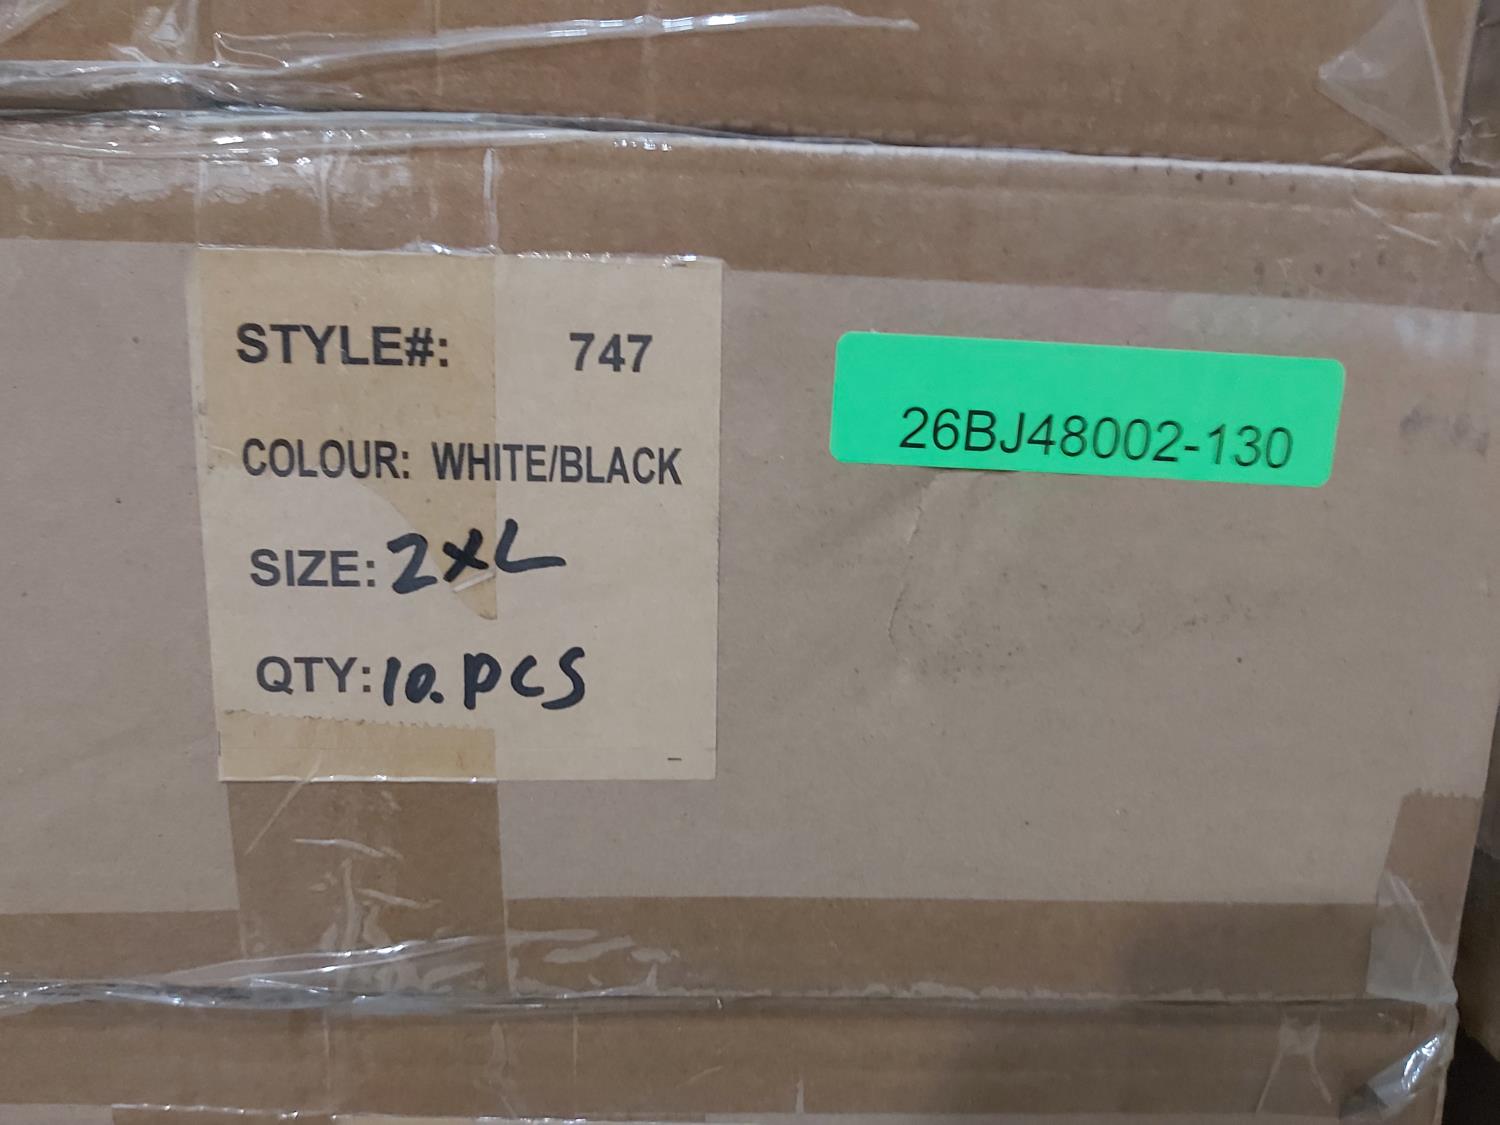 STYLE#: 747
COLOUR: WHITE/BLACK
SIZE: 2XL
QTY: 10. PCS
26BJ48002-130